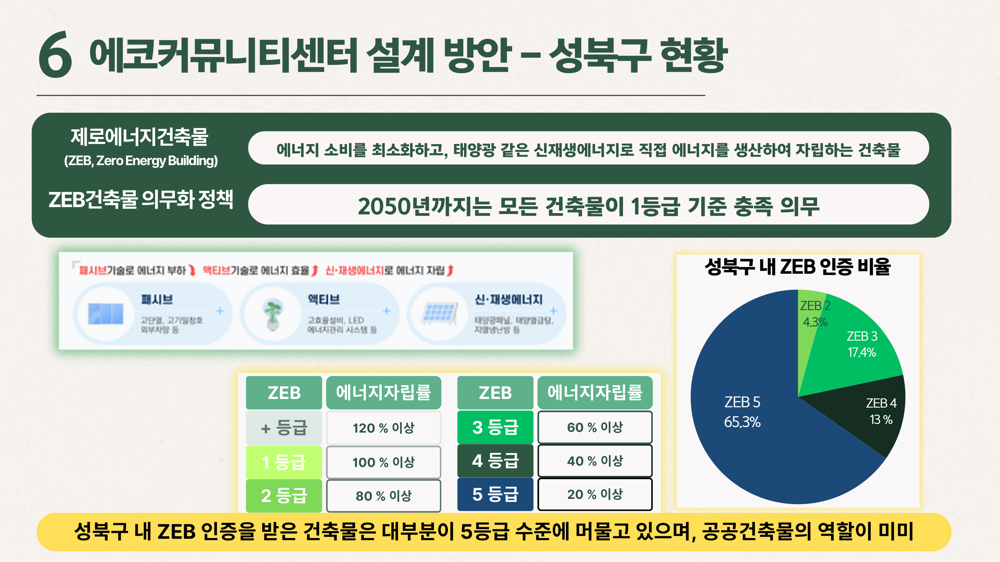 6 에코커뮤니티센터 설계 방안 – 성북구 현황
제로에너지건축물
(ZEB, Zero Energy Building)
에너지 소비를 최소화하고, 태양광 같은 신재생에너지로 직접 에너지를 생산하여 자립하는 건축물
ZEB건축물 의무화 정책
2050년까지는 모든 건축물이 1등급 기준 충족 의무
「패시브기술로 에너지 부하 액티브기술로 에너지 효율 신·재생에너지로 에너지 자립
패시브
고단열, 고기밀창호
외부차양 등
+
액티브
고효율설비, LED
에너지관리 시스템 등
+
신·재생에너지
태양광패널, 태양열급탕,
지열냉난방 등
+
ZEB 에너지자립률 ZEB 에너지자립률
+ 등급 120 % 이상 3 등급 60 % 이상
1 등급 100 % 이상 4 등급 40 % 이상
2 등급 80 % 이상 5 등급 20 % 이상
성북구 내 ZEB 인증 비율
ZEB 2
4.3%
ZEB 3
17.4%
ZEB 4
13 %
ZEB 5
65.3%
성북구 내 ZEB 인증을 받은 건축물은 대부분이 5등급 수준에 머물고 있으며, 공공건축물의 역할이 미미